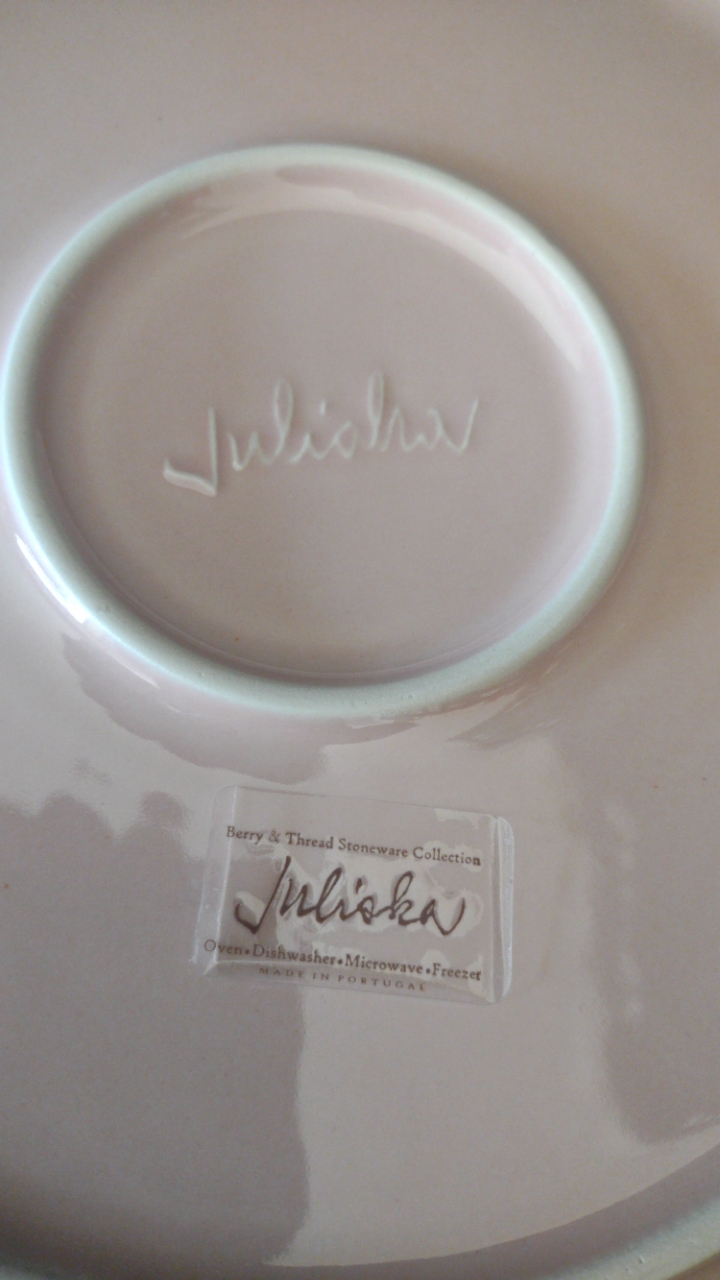 Juliska
Berry & Thread Stoneware Collection
Juliska
Oven•Dishwasher•Microwave•Freezer
MADE IN PORTUGAL